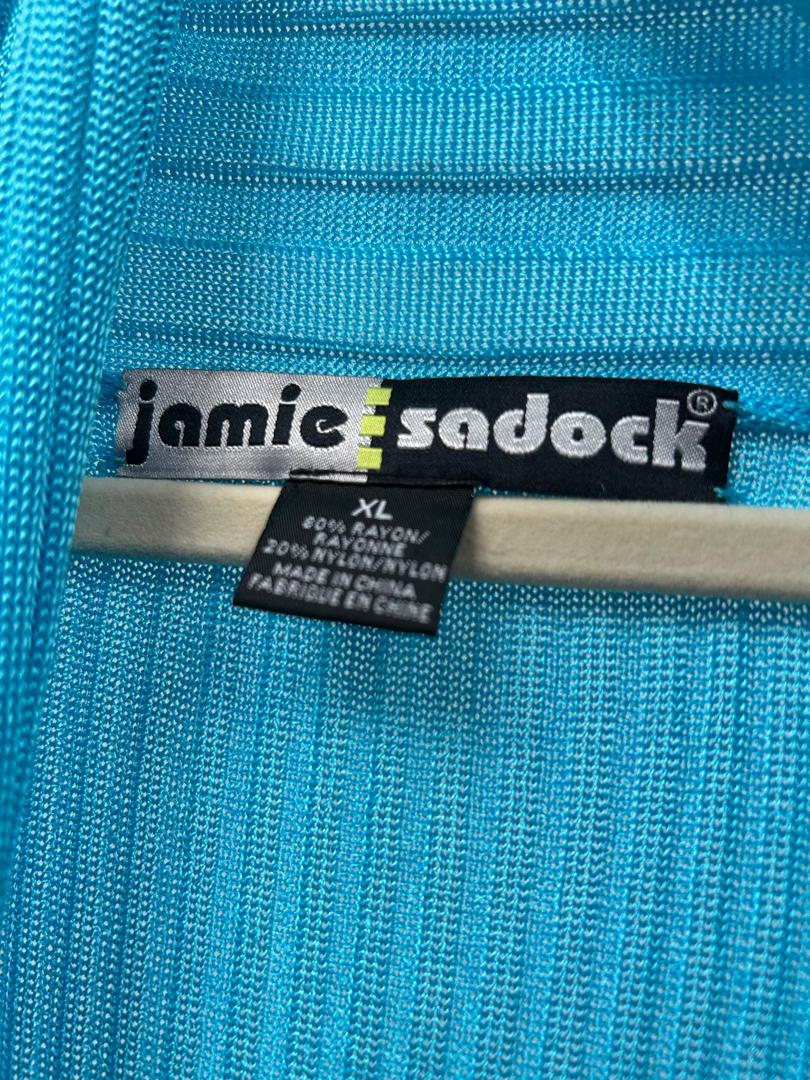 jamie sadock®
XL
80% RAYON/
RAYONNE
20% NYLON/NYLON
MADE IN CHINA
FABRIQUE EN CHINE